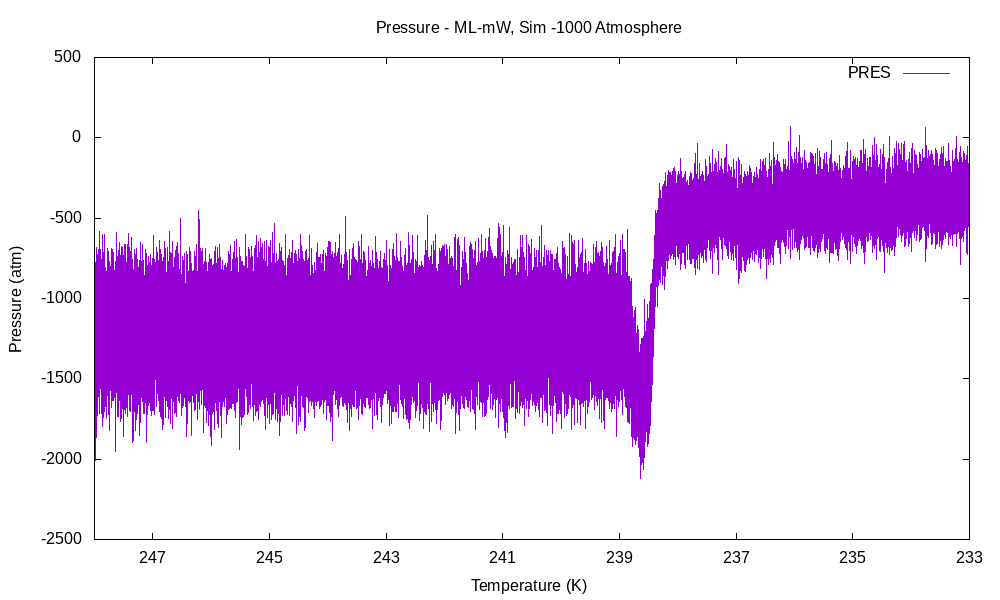 Pressure - ML-mW, Sim -1000 Atmosphere
PRES
500
0
-500
-1000
-1500
-2000
-2500
Pressure (atm)
247 245 243 241 239 237 235 233
Temperature (K)